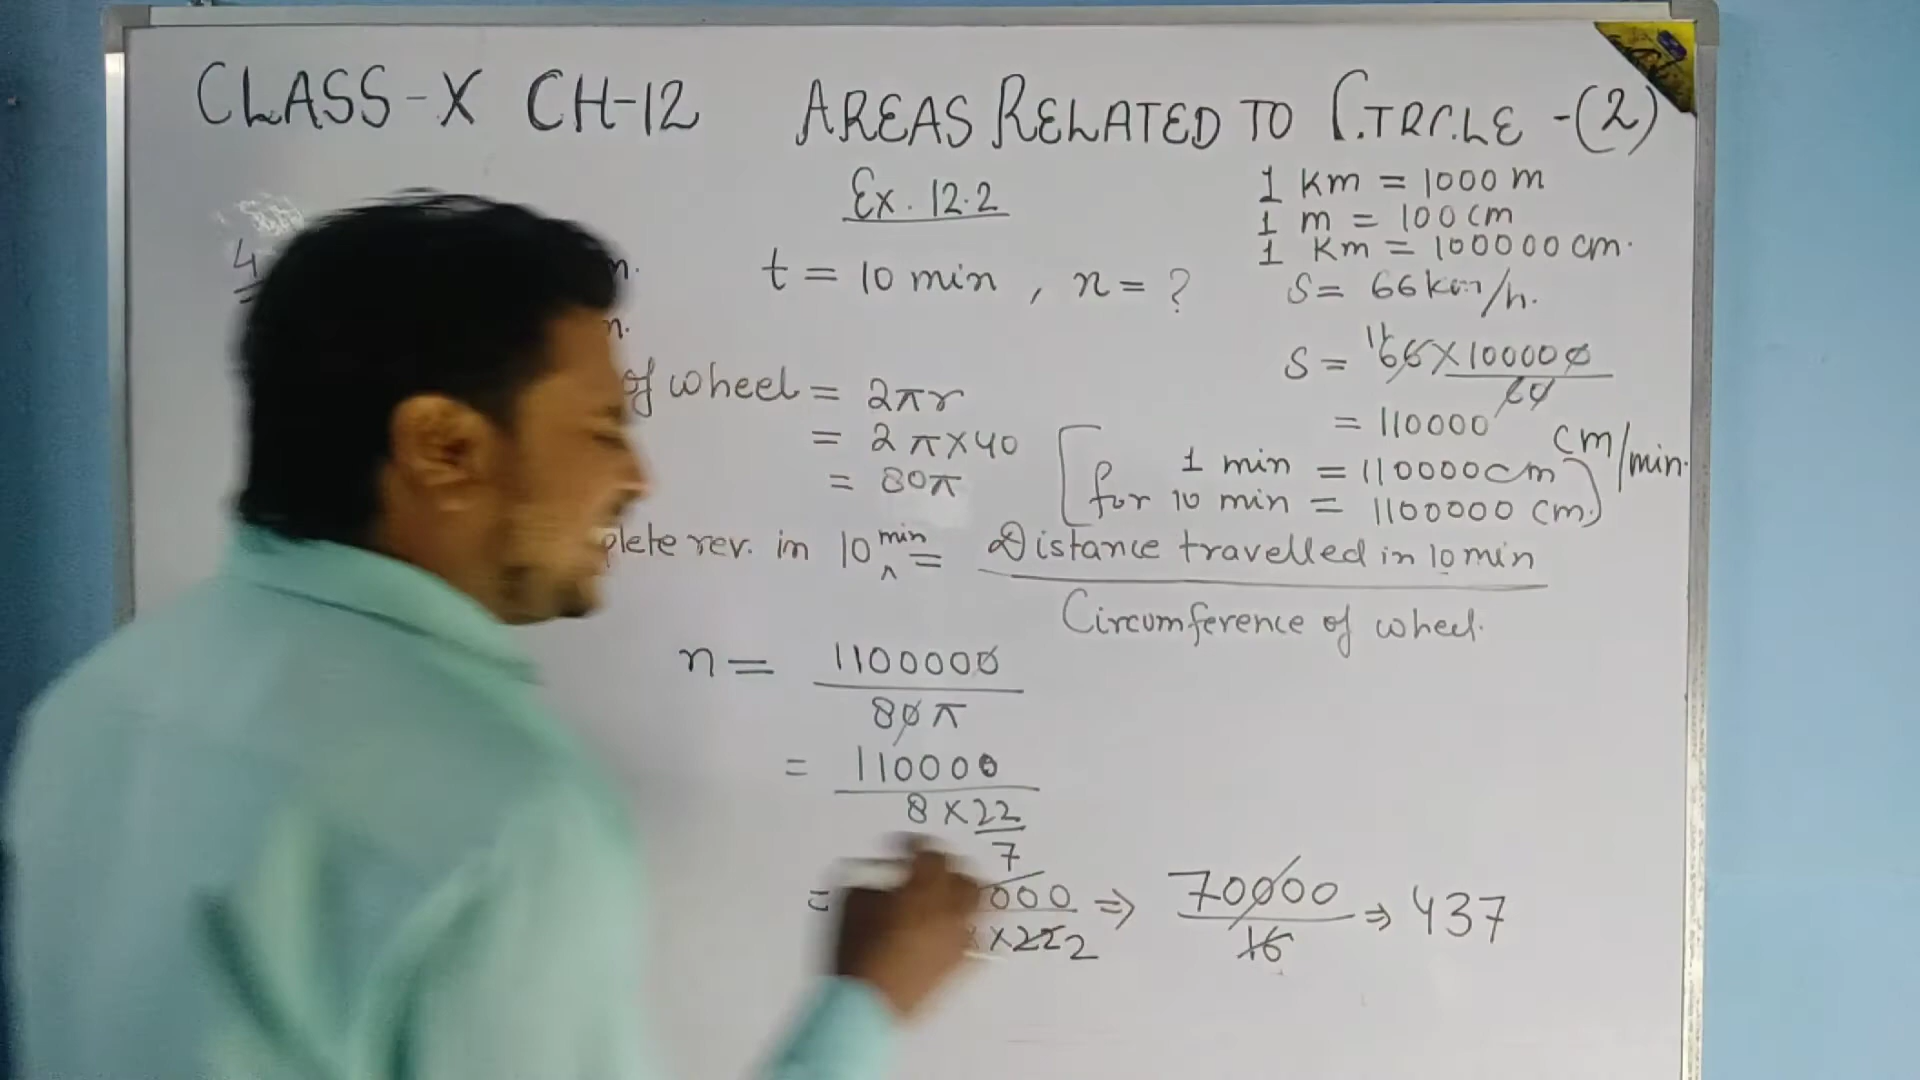 CLASS-X CH-12 AREAS RELATED TO CIRCLE -(2)
Ex. 12.2
1 Km = 1000 m
1 m = 100 cm
1 Km = 100000 cm.
4
t = 10 min , n = ?
S = 66 km/h.
S = 66 × 100000 / 60
= 110000 cm/min.
of wheel = 2πr
= 2π×40
= 80π
1 min = 110000 cm
for 10 min = 1100000 cm.
rev. in 10 min = Distance travelled in 10 min
Circumference of wheel.
n = 1100000
80π
= 110000
8 × 22
7
= 000 ⇒ 70000 ⇒ 437
× 22 2 16